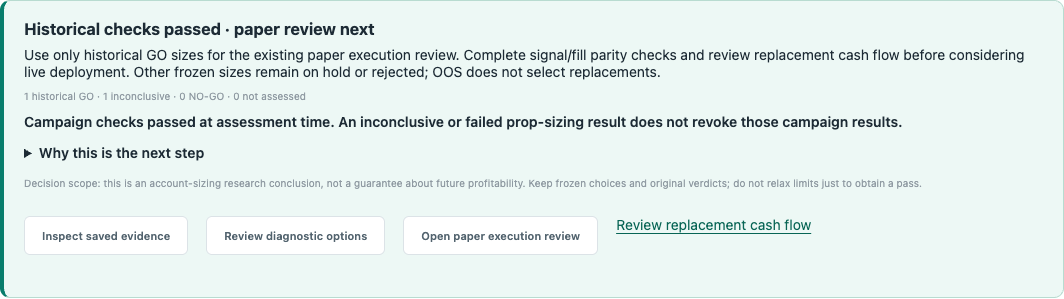 Historical checks passed · paper review next
Use only historical GO sizes for the existing paper execution review. Complete signal/fill parity checks and review replacement cash flow before considering
live deployment. Other frozen sizes remain on hold or rejected; OOS does not select replacements.
1 historical GO · 1 inconclusive · 0 NO-GO · 0 not assessed
Campaign checks passed at assessment time. An inconclusive or failed prop-sizing result does not revoke those campaign results.
▶ Why this is the next step
Decision scope: this is an account-sizing research conclusion, not a guarantee about future profitability. Keep frozen choices and original verdicts; do not relax limits just to obtain a pass.
Inspect saved evidence
Review diagnostic options
Open paper execution review
Review replacement cash flow